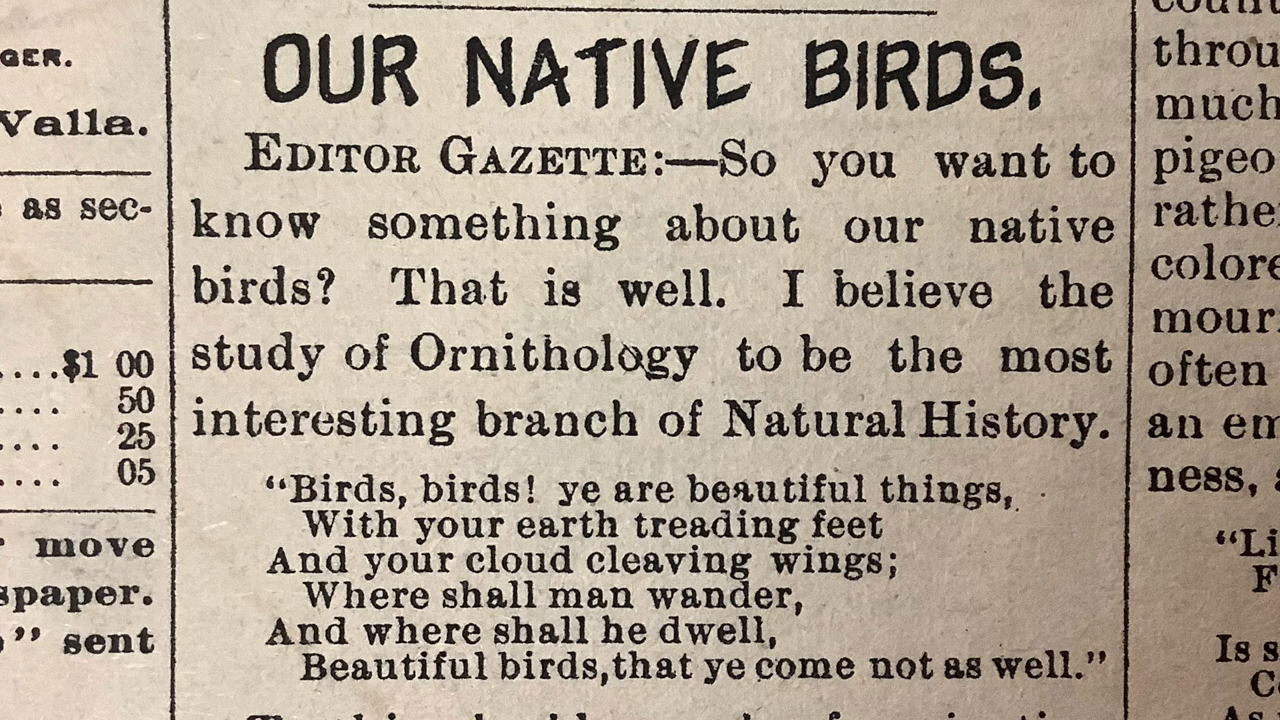 GER.
Valla.
as sec-
$1 00
50
25
05
move
spaper.
” sent
OUR NATIVE BIRDS.
EDITOR GAZETTE:—So you want to
know something about our native
birds? That is well. I believe the
study of Ornithology to be the most
interesting branch of Natural History.
“Birds, birds! ye are beautiful things,
With your earth treading feet
And your cloud cleaving wings;
Where shall man wander,
And where shall he dwell,
Beautiful birds, that ye come not as well.”
throu
much
pigeo
rathe
colore
mour
often
an em
ness,
“Li
F
Is s